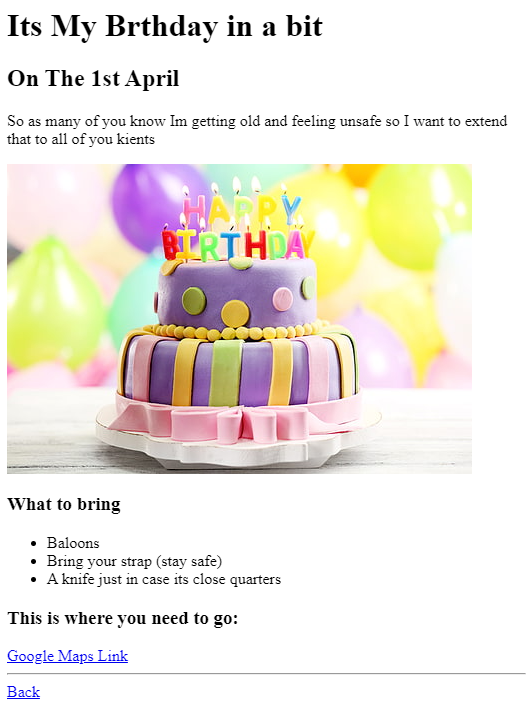 Its My Brthday in a bit
On The 1st April
So as many of you know Im getting old and feeling unsafe so I want to extend
that to all of you kients
HAPPY
BIRTHDAY
What to bring
Baloons
Bring your strap (stay safe)
A knife just in case its close quarters
This is where you need to go:
Google Maps Link
Back